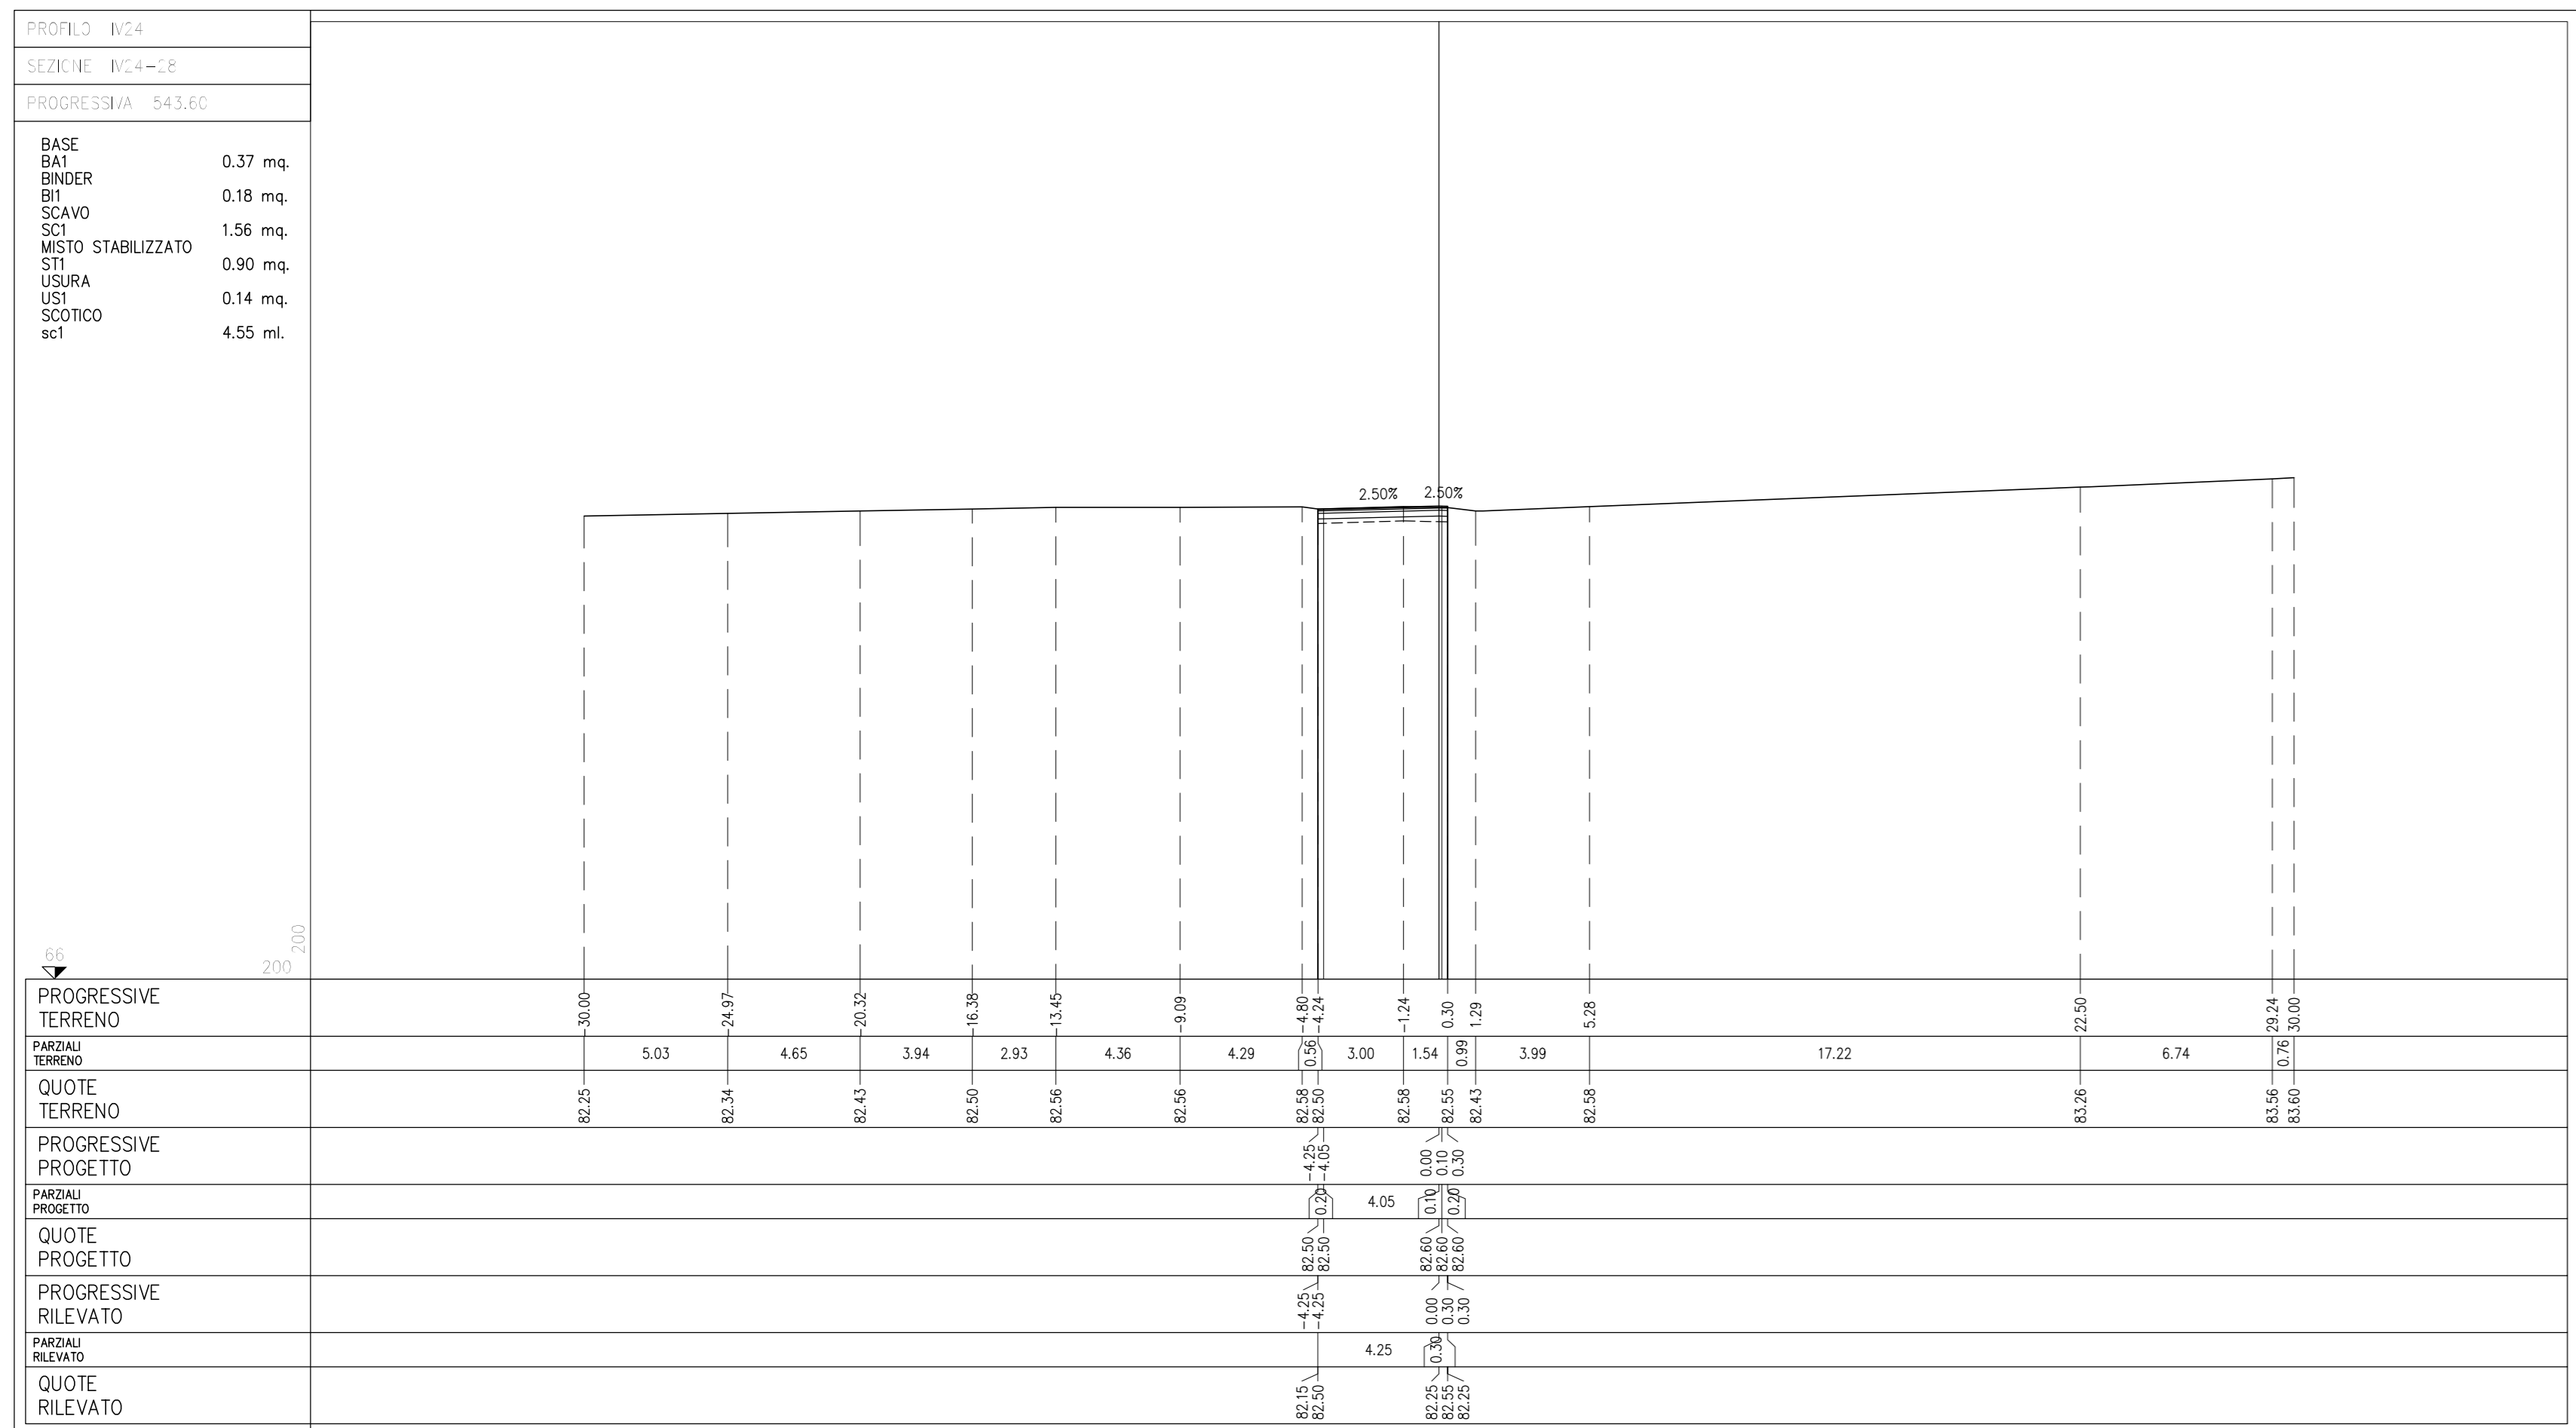 PROFILO IV24
SEZIONE IV24-28
PROGRESSIVA 543.60
BASE
BA1 0.37 mq.
BINDER
BI1 0.18 mq.
SCAVO
SC1 1.56 mq.
MISTO STABILIZZATO
ST1 0.90 mq.
USURA
US1 0.14 mq.
SCOTICO
sc1 4.55 ml.
2.50% 2.50%
66
200
200
PROGRESSIVE
TERRENO
-30.00 -24.97 -20.32 -16.38 -13.45 -9.09 -4.80 -4.24 -1.24 0.30 1.29 5.28 22.50 29.24 30.00
PARZIALI
TERRENO
5.03 4.65 3.94 2.93 4.36 4.29 0.56 3.00 1.54 0.99 3.99 17.22 6.74 0.76
QUOTE
TERRENO
82.25 82.34 82.43 82.50 82.56 82.56 82.58 82.50 82.58 82.55 82.43 82.58 83.26 83.56 83.60
PROGRESSIVE
PROGETTO
-4.25 -4.05 0.00 0.10 0.30
PARZIALI
PROGETTO
0.20 4.05 0.10 0.20
QUOTE
PROGETTO
82.50 82.50 82.60 82.60 82.60
PROGRESSIVE
RILEVATO
-4.25 -4.25 0.00 0.30 0.30
PARZIALI
RILEVATO
4.25 0.30
QUOTE
RILEVATO
82.15 82.50 82.25 82.55 82.25